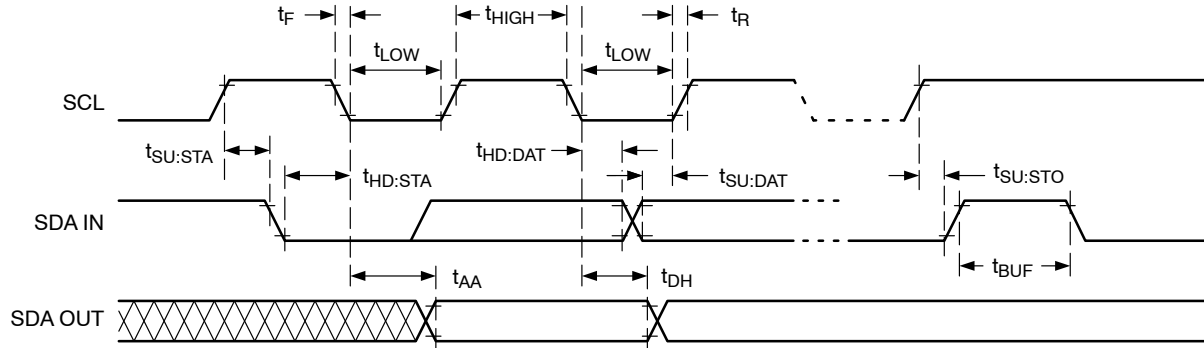 tF
tHIGH
tR
tLOW
tLOW
SCL
tSU:STA
tHD:STA
tHD:DAT
tSU:DAT
tSU:STO
SDA IN
tBUF
tAA
tDH
SDA OUT